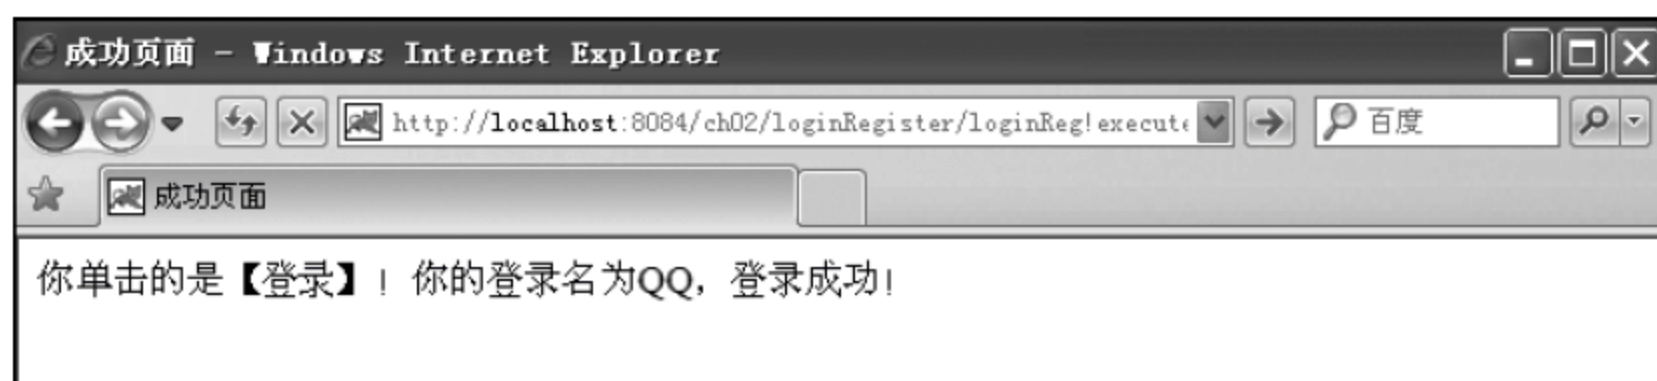 成功页面 - Windows Internet Explorer
http://localhost:8084/ch02/loginRegister/loginReg!execute
百度
成功页面
你单击的是【登录】！你的登录名为QQ，登录成功！